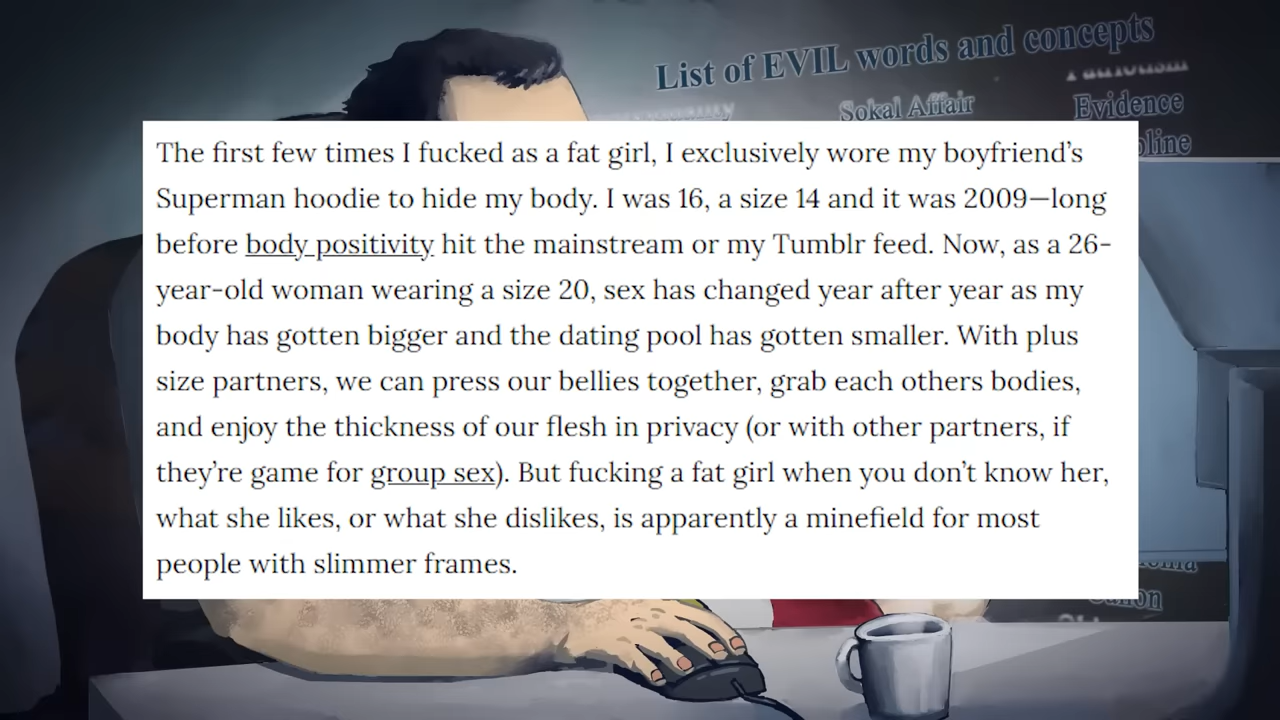 List of EVIL words and concepts
Sokal Affair
Evidence
The first few times I fucked as a fat girl, I exclusively wore my boyfriend's
Superman hoodie to hide my body. I was 16, a size 14 and it was 2009—long
before body positivity hit the mainstream or my Tumblr feed. Now, as a 26-
year-old woman wearing a size 20, sex has changed year after year as my
body has gotten bigger and the dating pool has gotten smaller. With plus
size partners, we can press our bellies together, grab each others bodies,
and enjoy the thickness of our flesh in privacy (or with other partners, if
they're game for group sex). But fucking a fat girl when you don't know her,
what she likes, or what she dislikes, is apparently a minefield for most
people with slimmer frames.